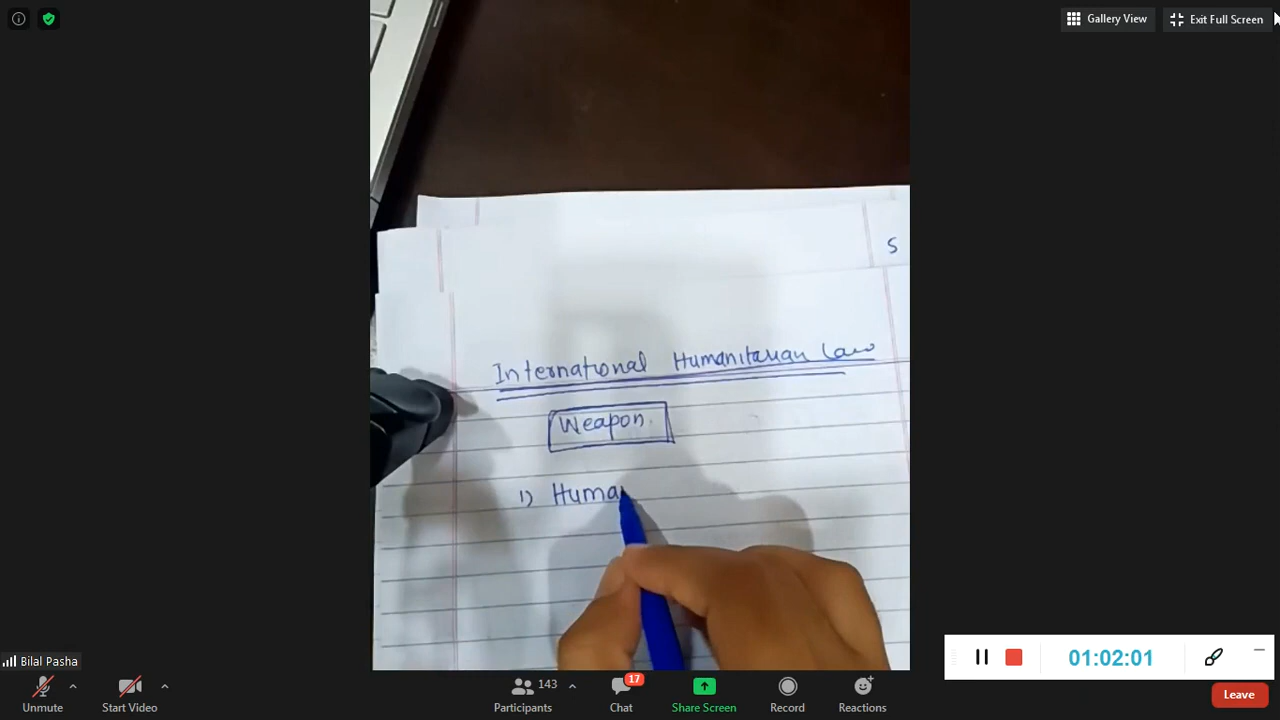 Gallery View
Exit Full Screen
S
International Humanitarian Law
Weapon.
1) Huma
Bilal Pasha
01:02:01
Unmute
Start Video
Participants
143
Chat
17
Share Screen
Record
Reactions
Leave